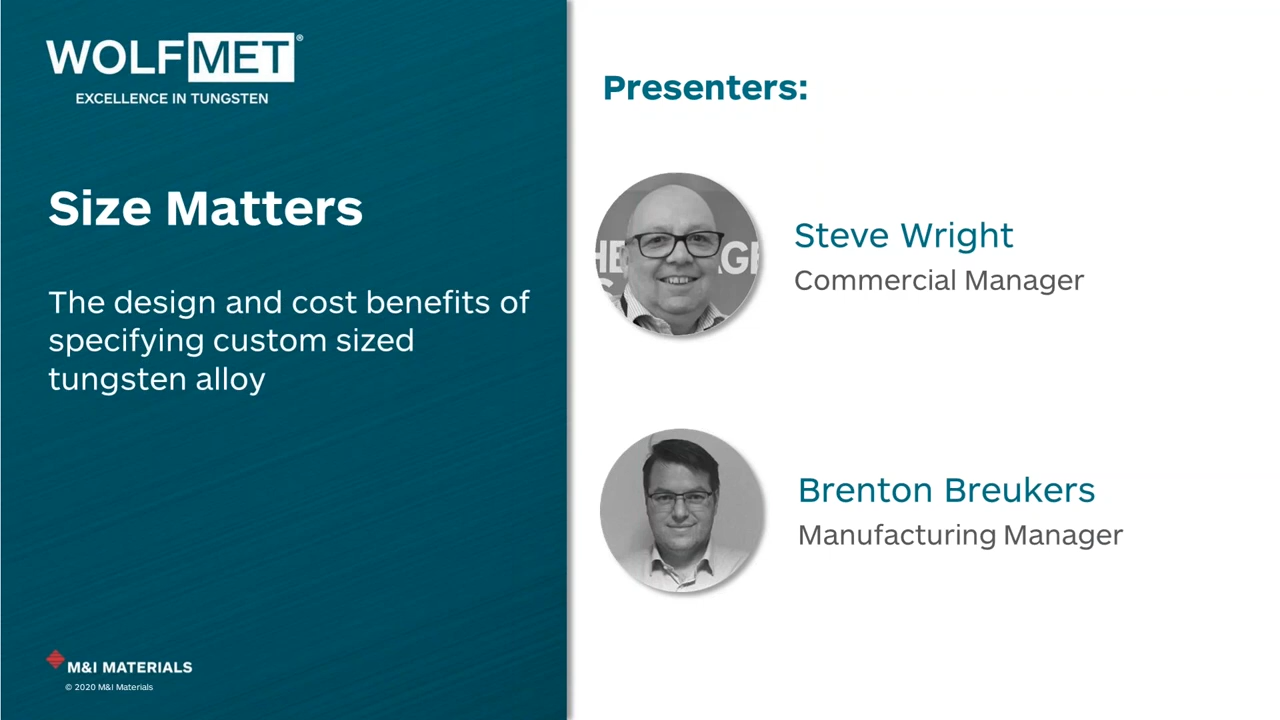 WOLFMET®
EXCELLENCE IN TUNGSTEN
Size Matters
The design and cost benefits of
specifying custom sized
tungsten alloy
M&I MATERIALS
© 2020 M&I Materials
Presenters:
Steve Wright
Commercial Manager
Brenton Breukers
Manufacturing Manager